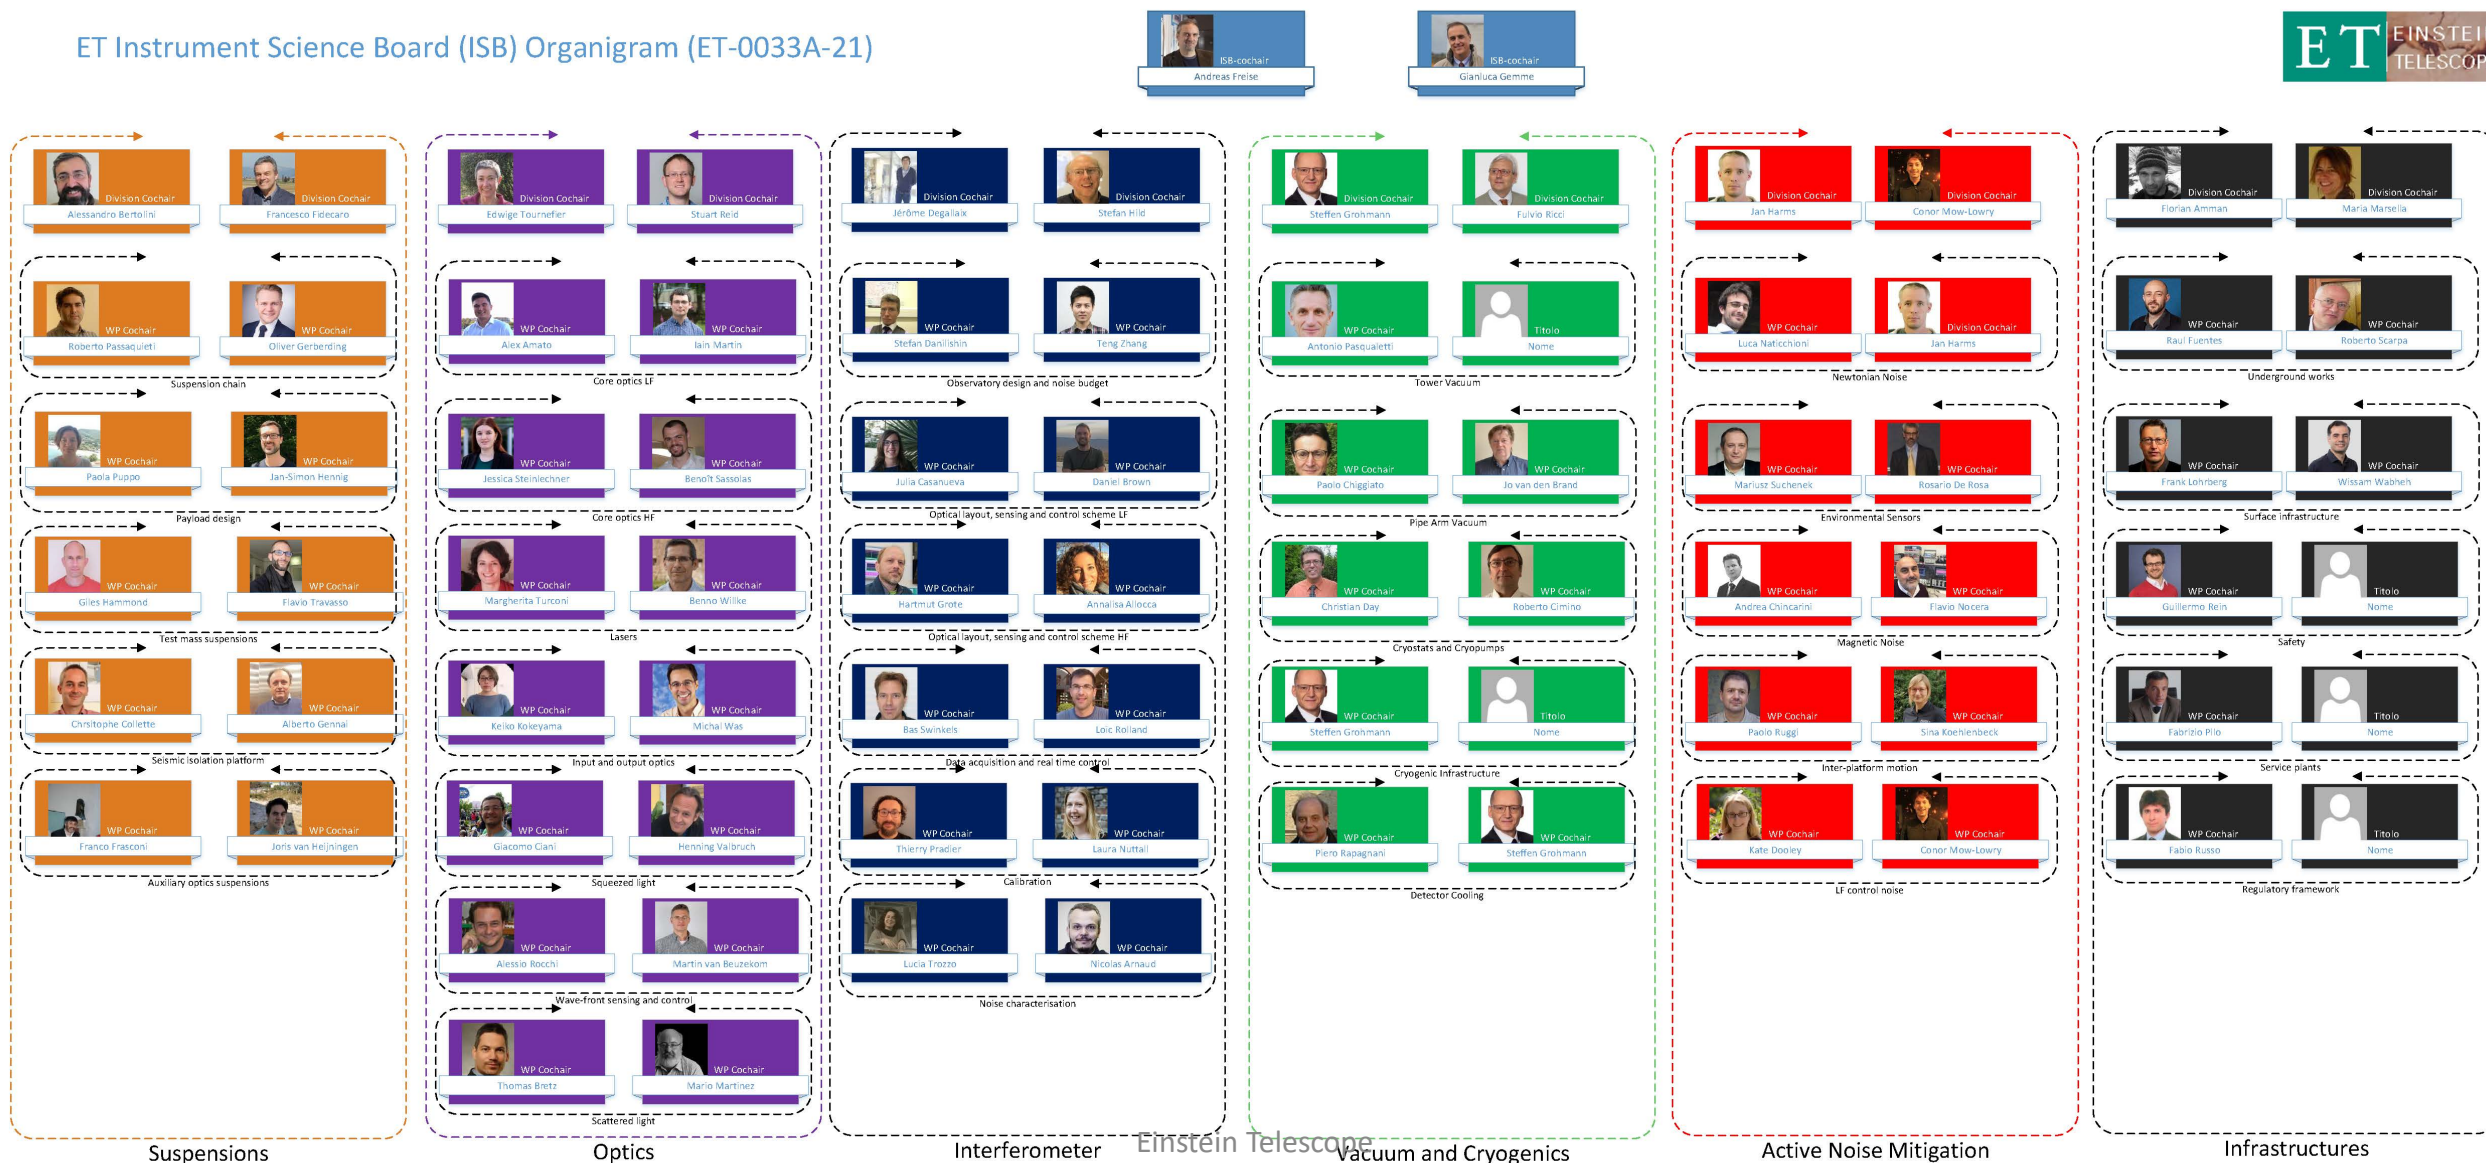 ET Instrument Science Board (ISB) Organigram (ET-0033A-21)
ISB-cochair
Andreas Freise
ISB-cochair
Gianluca Gemme
ET EINSTEIN
TELESCOPE
Division Cochair
Alessandro Bertolini
Division Cochair
Francesco Fidecaro
WP Cochair
Roberto Passaquieti
WP Cochair
Oliver Gerberding
Suspension chain
WP Cochair
Paola Puppo
WP Cochair
Jan-Simon Hennig
Payload design
WP Cochair
Giles Hammond
WP Cochair
Flavio Travasso
Test mass suspensions
WP Cochair
Chrsitophe Collette
WP Cochair
Alberto Gennai
Seismic isolation platform
WP Cochair
Franco Frasconi
WP Cochair
Joris van Heijningen
Auxiliary optics suspensions
Suspensions
Division Cochair
Edwige Tournefier
Division Cochair
Stuart Reid
WP Cochair
Alex Amato
WP Cochair
Iain Martin
Core optics LF
WP Cochair
Jessica Steinlechner
WP Cochair
Benoît Sassolas
Core optics HF
WP Cochair
Margherita Turconi
WP Cochair
Benno Willke
Lasers
WP Cochair
Keiko Kokeyama
WP Cochair
Michal Was
Input and output optics
WP Cochair
Giacomo Ciani
WP Cochair
Henning Valbruch
Squeezed light
WP Cochair
Alessio Rocchi
WP Cochair
Martin van Beuzekom
Wave-front sensing and control
WP Cochair
Thomas Bretz
WP Cochair
Mario Martinez
Scattered light
Optics
Division Cochair
Jérôme Degallaix
Division Cochair
Stefan Hild
WP Cochair
Stefan Danilishin
WP Cochair
Teng Zhang
Observatory design and noise budget
WP Cochair
Julia Casanueva
WP Cochair
Daniel Brown
Optical layout, sensing and control scheme LF
WP Cochair
Hartmut Grote
WP Cochair
Annalisa Allocca
Optical layout, sensing and control scheme HF
WP Cochair
Bas Swinkels
WP Cochair
Loic Rolland
Data acquisition and real time control
WP Cochair
Thierry Pradier
WP Cochair
Laura Nuttall
Calibration
WP Cochair
Lucia Trozzo
WP Cochair
Nicolas Arnaud
Noise characterisation
Interferometer
Division Cochair
Steffen Grohmann
Division Cochair
Fulvio Ricci
WP Cochair
Antonio Pasqualetti
Titolo
Nome
Tower Vacuum
WP Cochair
Paolo Chiggiato
WP Cochair
Jo van den Brand
Pipe Arm Vacuum
WP Cochair
Christian Day
WP Cochair
Roberto Cimino
Cryostats and Cryopumps
WP Cochair
Steffen Grohmann
Titolo
Nome
Cryogenic Infrastructure
WP Cochair
Piero Rapagnani
WP Cochair
Steffen Grohmann
Detector Cooling
Einstein Telescope
Vacuum and Cryogenics
Division Cochair
Jan Harms
Division Cochair
Conor Mow-Lowry
WP Cochair
Luca Naticchioni
Division Cochair
Jan Harms
Newtonian Noise
WP Cochair
Mariusz Suchenek
WP Cochair
Rosario De Rosa
Environmental Sensors
WP Cochair
Andrea Chincarini
WP Cochair
Flavio Nocera
Magnetic Noise
WP Cochair
Paolo Ruggi
WP Cochair
Sina Koehlenbeck
Inter-platform motion
WP Cochair
Kate Dooley
WP Cochair
Conor Mow-Lowry
LF control noise
Active Noise Mitigation
Division Cochair
Florian Amman
Division Cochair
Maria Marsella
WP Cochair
Raul Fuentes
WP Cochair
Roberto Scarpa
Underground works
WP Cochair
Frank Lohrberg
WP Cochair
Wissam Wabheh
Surface infrastructure
WP Cochair
Guillermo Rein
Titolo
Nome
Safety
WP Cochair
Fabrizio Pilo
Titolo
Nome
Service plants
WP Cochair
Fabio Russo
Titolo
Nome
Regulatory framework
Infrastructures